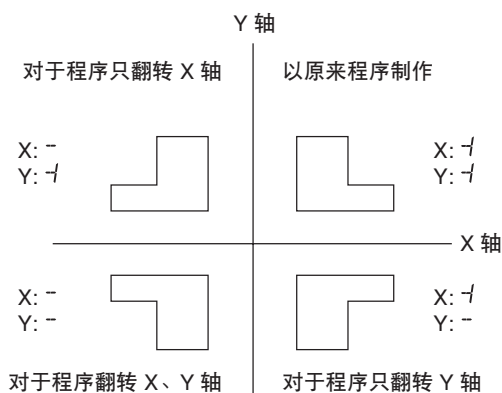 Y 轴
对于程序只翻转 X 轴
以原来程序制作
X: -
Y: -/
X: -/
Y: -/
X 轴
X: -
Y: -
X: -/
Y: -
对于程序翻转 X、Y 轴
对于程序只翻转 Y 轴